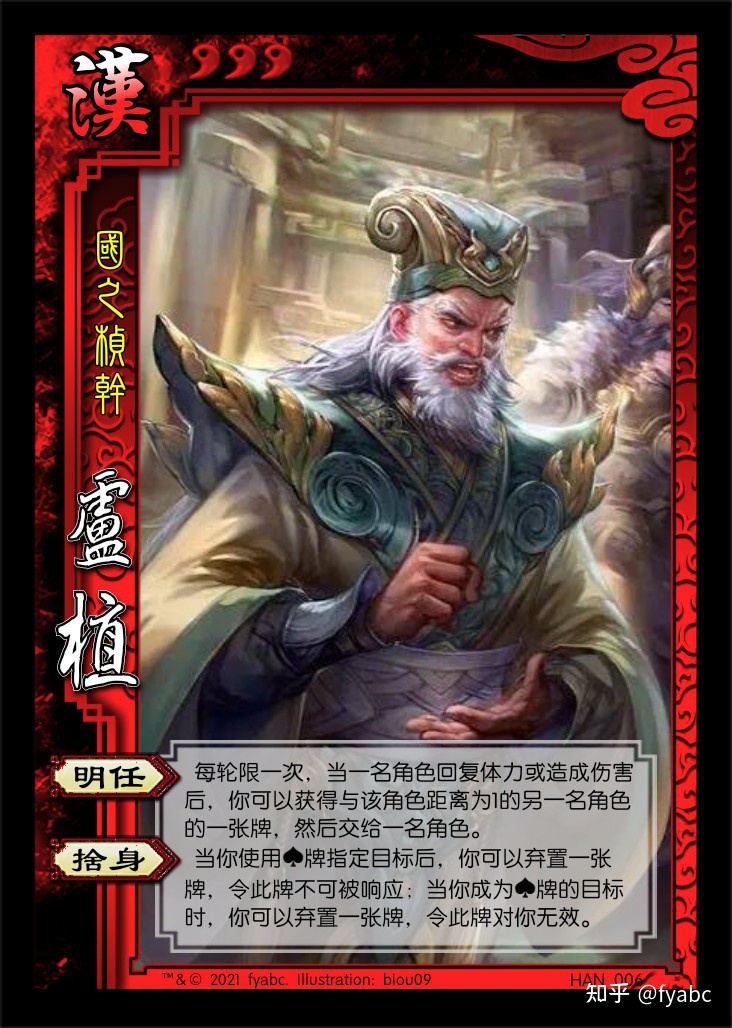 漢
國之楨幹
盧植
明任
每轮限一次，当一名角色回复体力或造成伤害
后，你可以获得与该角色距离为1的另一名角色
的一张牌，然后交给一名角色。
捨身
当你使用♠牌指定目标后，你可以弃置一张
牌，令此牌不可被响应；当你成为♠牌的目标
时，你可以弃置一张牌，令此牌对你无效。
™&© 2021 fyabc. Illustration: biou09
HAN 006
知乎 @fyabc